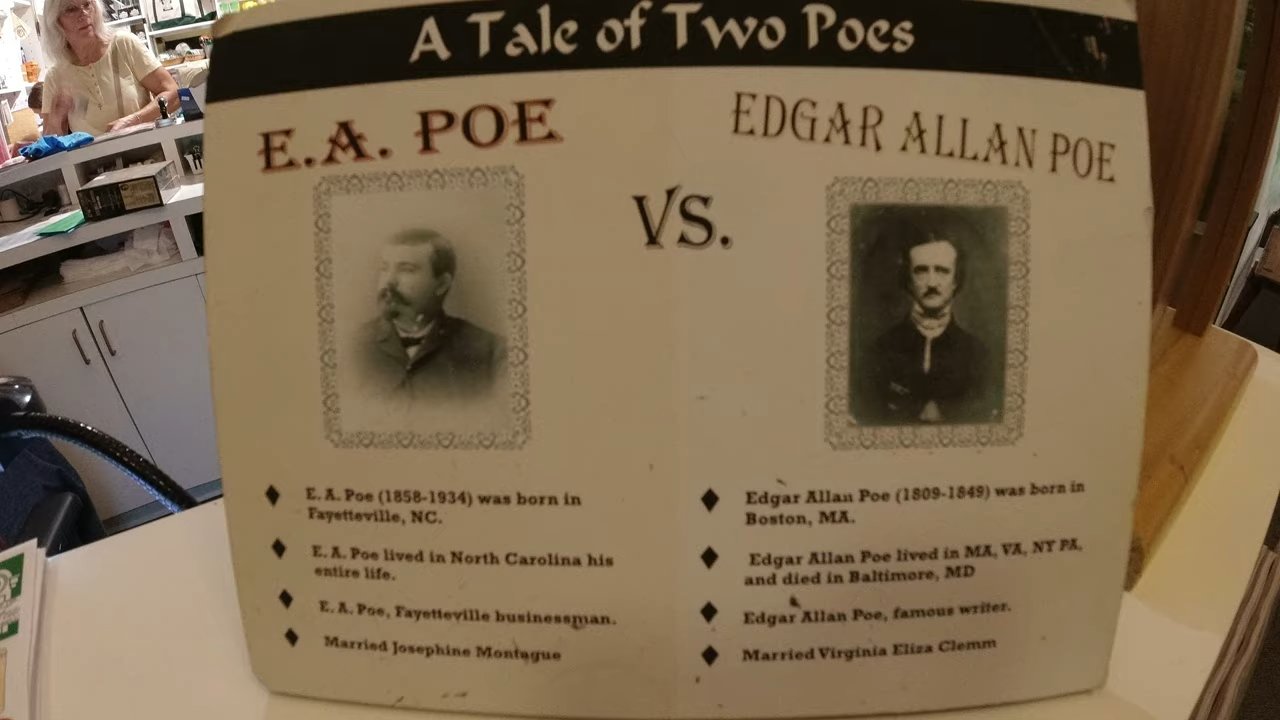 A Tale of Two Poes
E.A. POE
VS.
EDGAR ALLAN POE
E. A. Poe (1858-1934) was born in
Fayetteville, NC.
E. A. Poe lived in North Carolina his
entire life.
E. A. Poe, Fayetteville businessman.
Married Josephine Montague
Edgar Allan Poe (1809-1849) was born in
Boston, MA.
Edgar Allan Poe lived in MA, VA, NY PA,
and died in Baltimore, MD
Edgar Allan Poe, famous writer.
Married Virginia Eliza Clemm